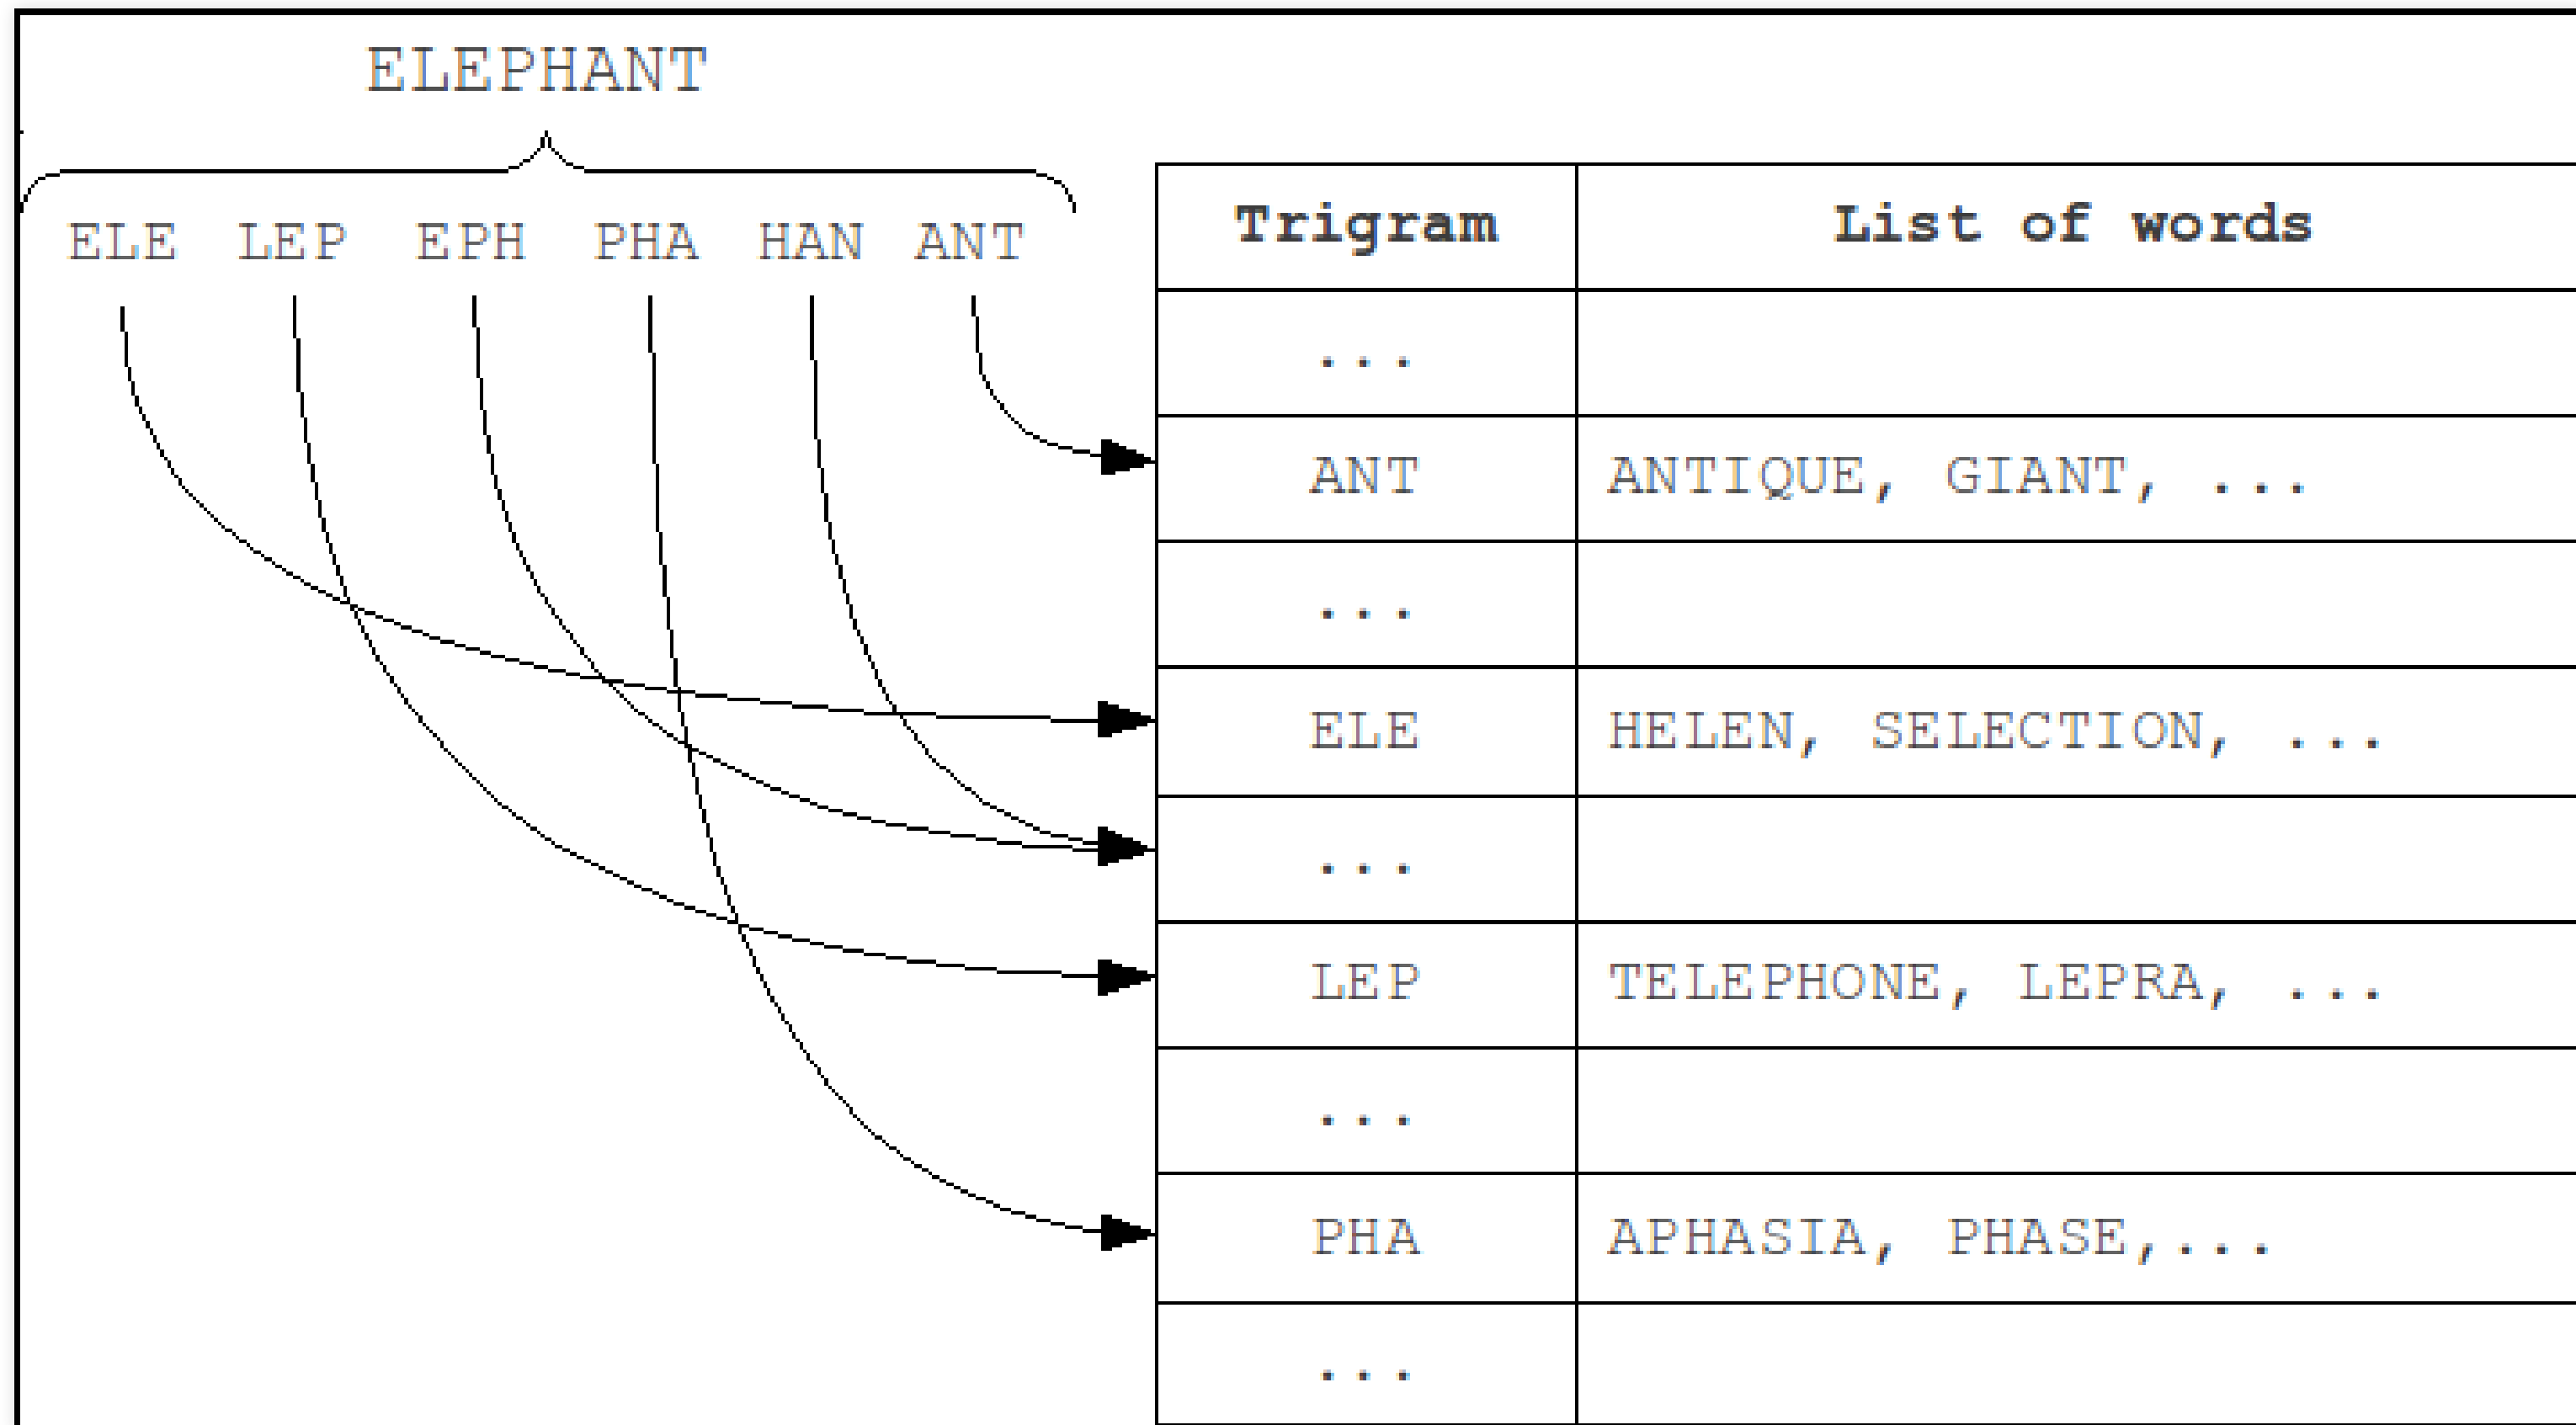 ELEPHANT
ELE LEP EPH PHA HAN ANT
Trigram List of words
...
ANT ANTIQUE, GIANT, ...
...
ELE HELEN, SELECTION, ...
...
LEP TELEPHONE, LEPRA, ...
...
PHA APHASIA, PHASE,...
...